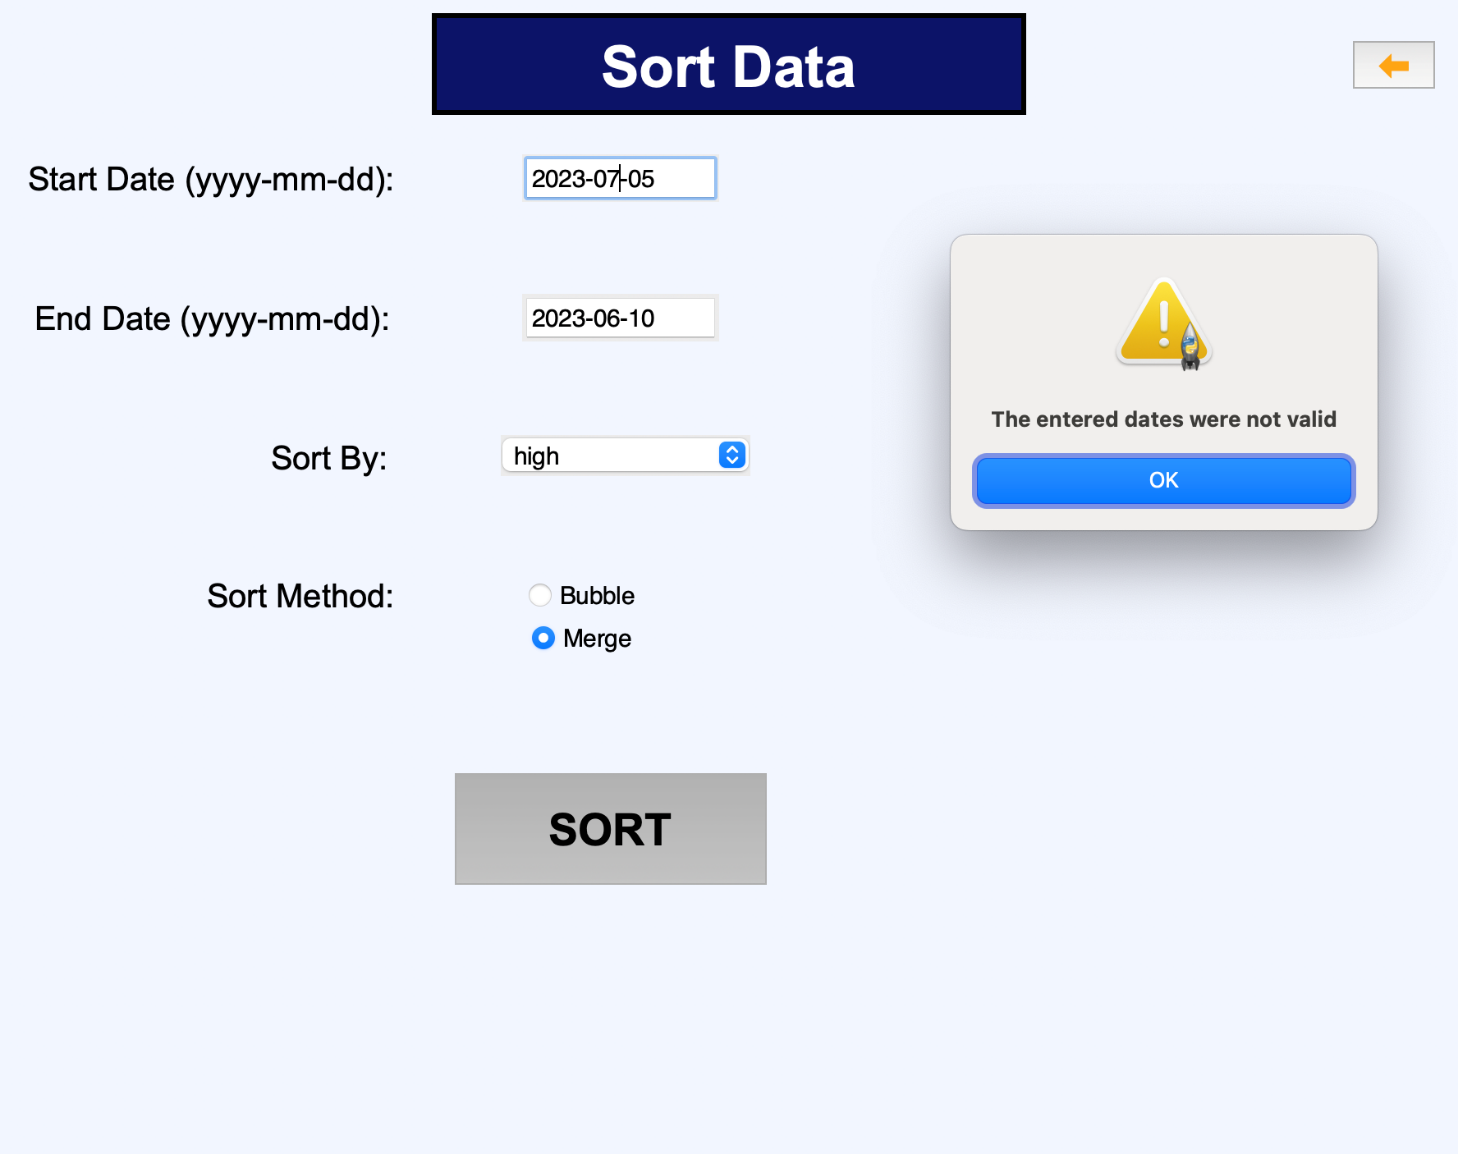 Sort Data
Start Date (yyyy-mm-dd):
2023-07-05
End Date (yyyy-mm-dd):
2023-06-10
The entered dates were not valid
OK
Sort By:
high
Sort Method:
Bubble
Merge
SORT